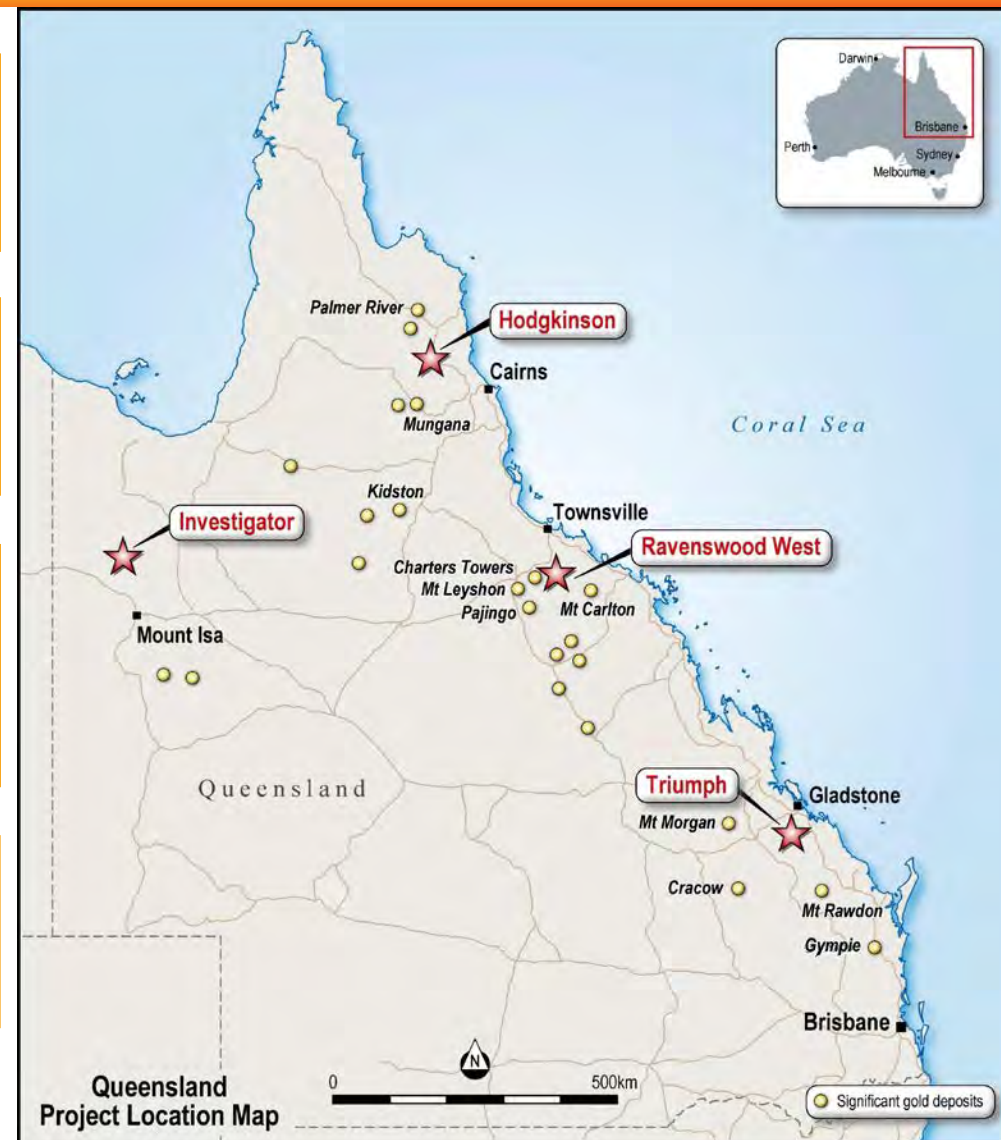 Darwin
Brisbane
Perth
Sydney
Melbourne
Palmer River
Hodgkinson
Cairns
Mungana
Coral Sea
Kidston
Investigator
Townsville
Ravenswood West
Charters Towers
Mt Leyshon
Pajingo
Mt Carlton
Mount Isa
Queensland
Triumph
Gladstone
Mt Morgan
Cracow
Mt Rawdon
Gympie
Brisbane
N
0
500km
Queensland
Project Location Map
Significant gold deposits